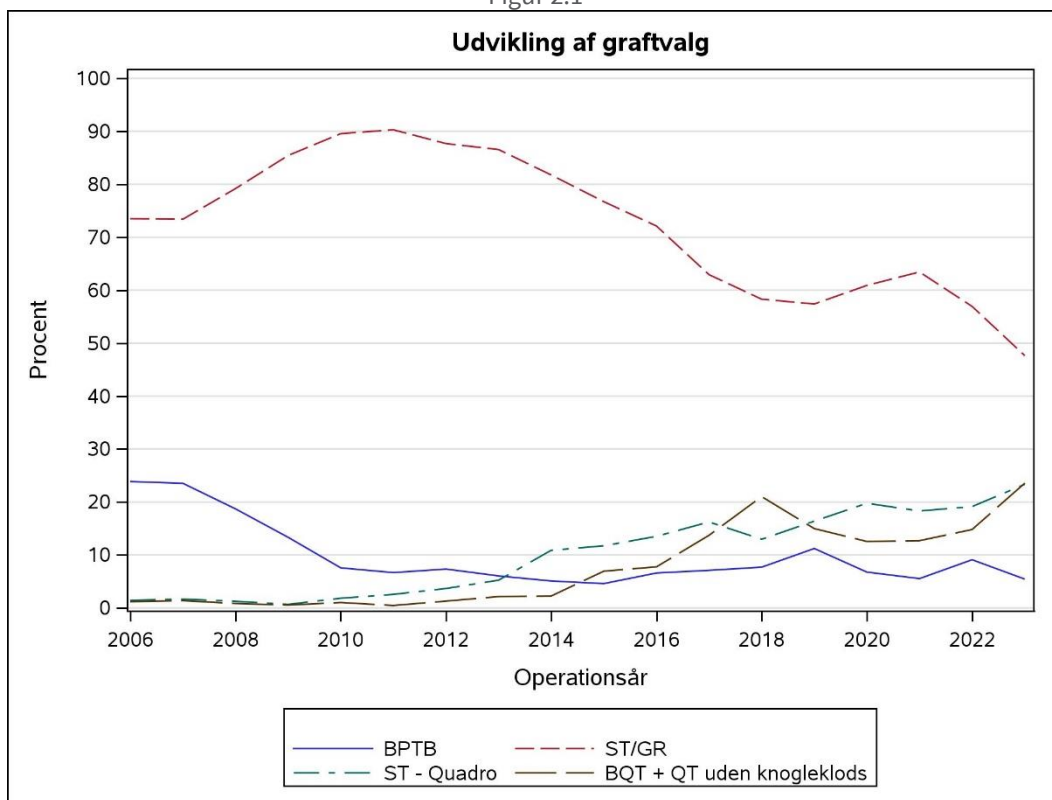 Figur 2.1
Udvikling af graftvalg
100
90
80
70
60
50
40
30
20
10
0
Procent
2006 2008 2010 2012 2014 2016 2018 2020 2022
Operationsår
BPTB ST/GR
ST - Quadro BQT + QT uden knogleklods